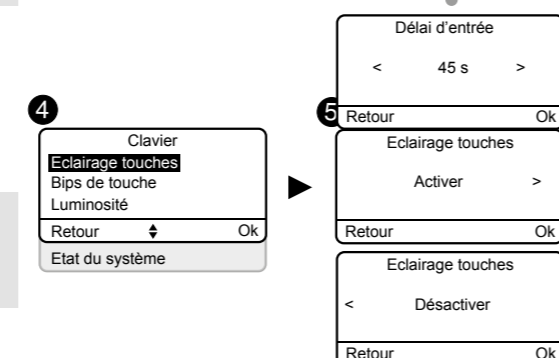 Délai d'entrée
< 45 s >
Retour Ok
4
Clavier
Eclairage touches
Bips de touche
Luminosité
Retour Ok
Etat du système
5
Eclairage touches
Activer >
Retour Ok
Eclairage touches
< Désactiver
Retour Ok